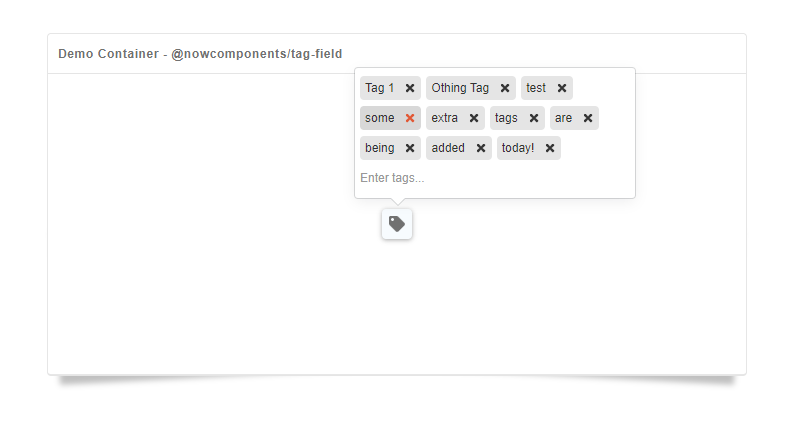 Demo Container - @nowcomponents/tag-field
Tag 1 Othing Tag test
some extra tags are
being added today!
Enter tags...